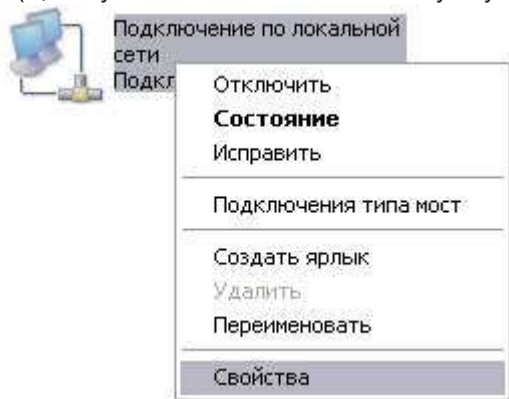 Подключение по локальной
сети
Подкл
Отключить
Состояние
Исправить
Подключения типа мост
Создать ярлык
Удалить
Переименовать
Свойства